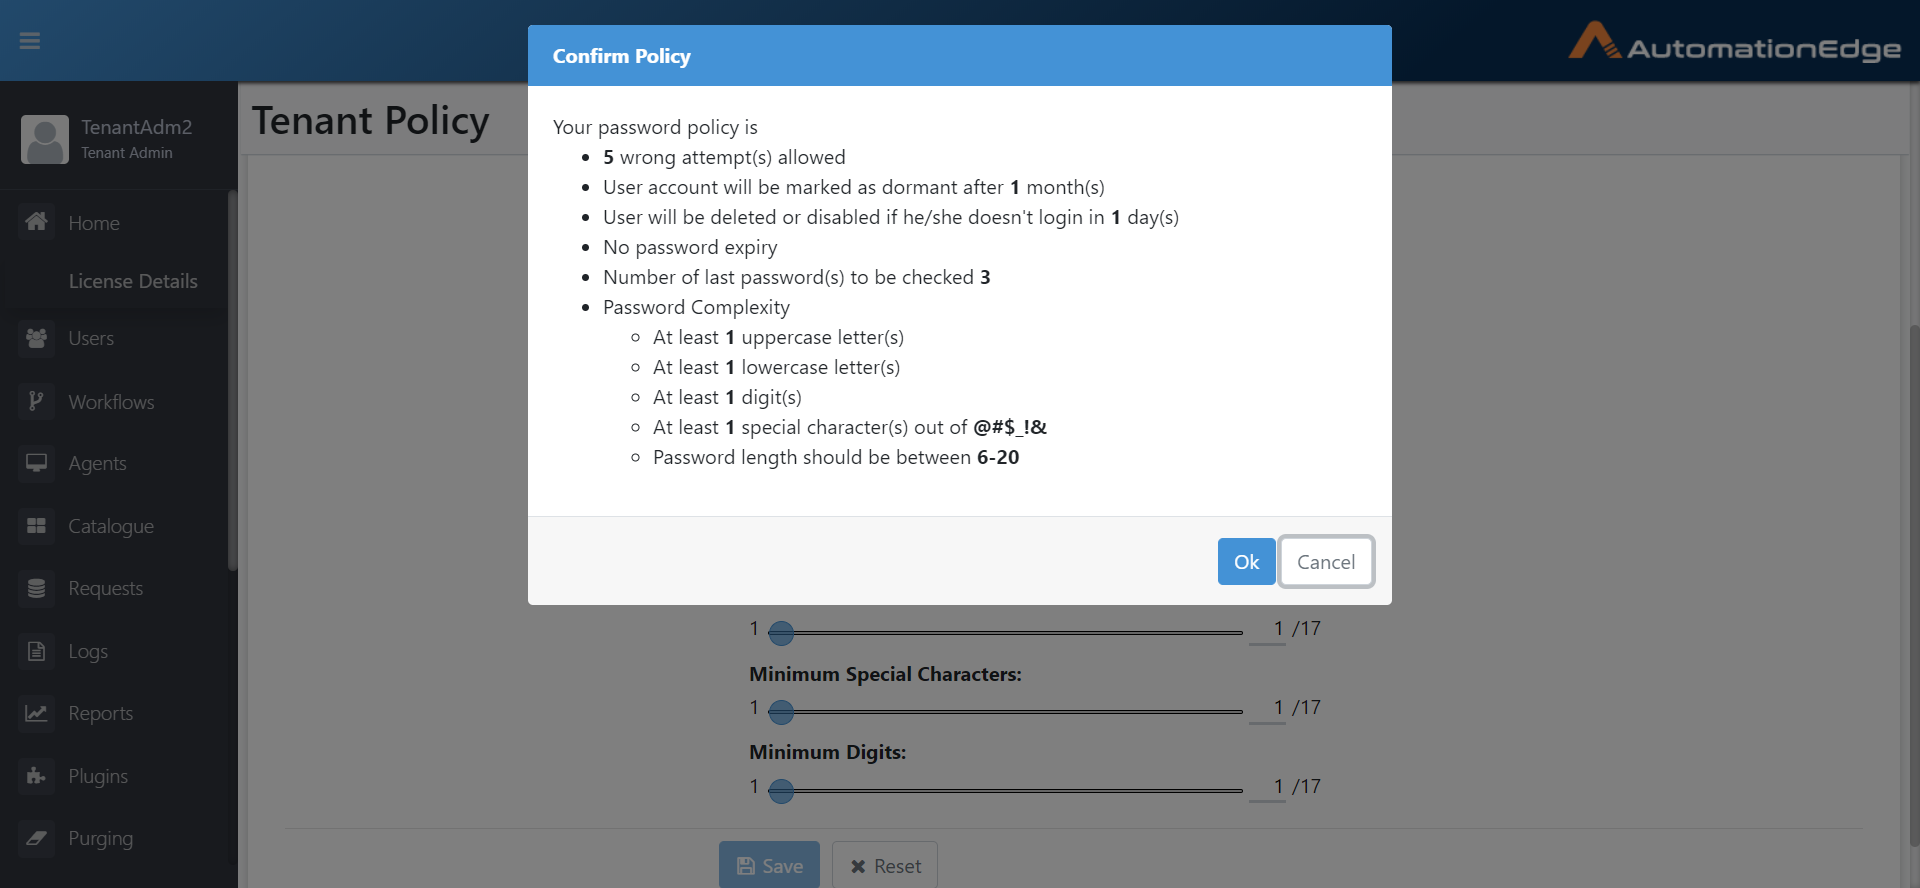 AutomationEdge
TenantAdm2
Tenant Admin
Home
License Details
Users
Workflows
Agents
Catalogue
Requests
Logs
Reports
Plugins
Purging
Tenant Policy
Confirm Policy
Your password policy is
5 wrong attempt(s) allowed
User account will be marked as dormant after 1 month(s)
User will be deleted or disabled if he/she doesn't login in 1 day(s)
No password expiry
Number of last password(s) to be checked 3
Password Complexity
At least 1 uppercase letter(s)
At least 1 lowercase letter(s)
At least 1 digit(s)
At least 1 special character(s) out of @#$_!&
Password length should be between 6-20
Ok Cancel
1 1 /17
Minimum Special Characters:
1 1 /17
Minimum Digits:
1 1 /17
Save Reset